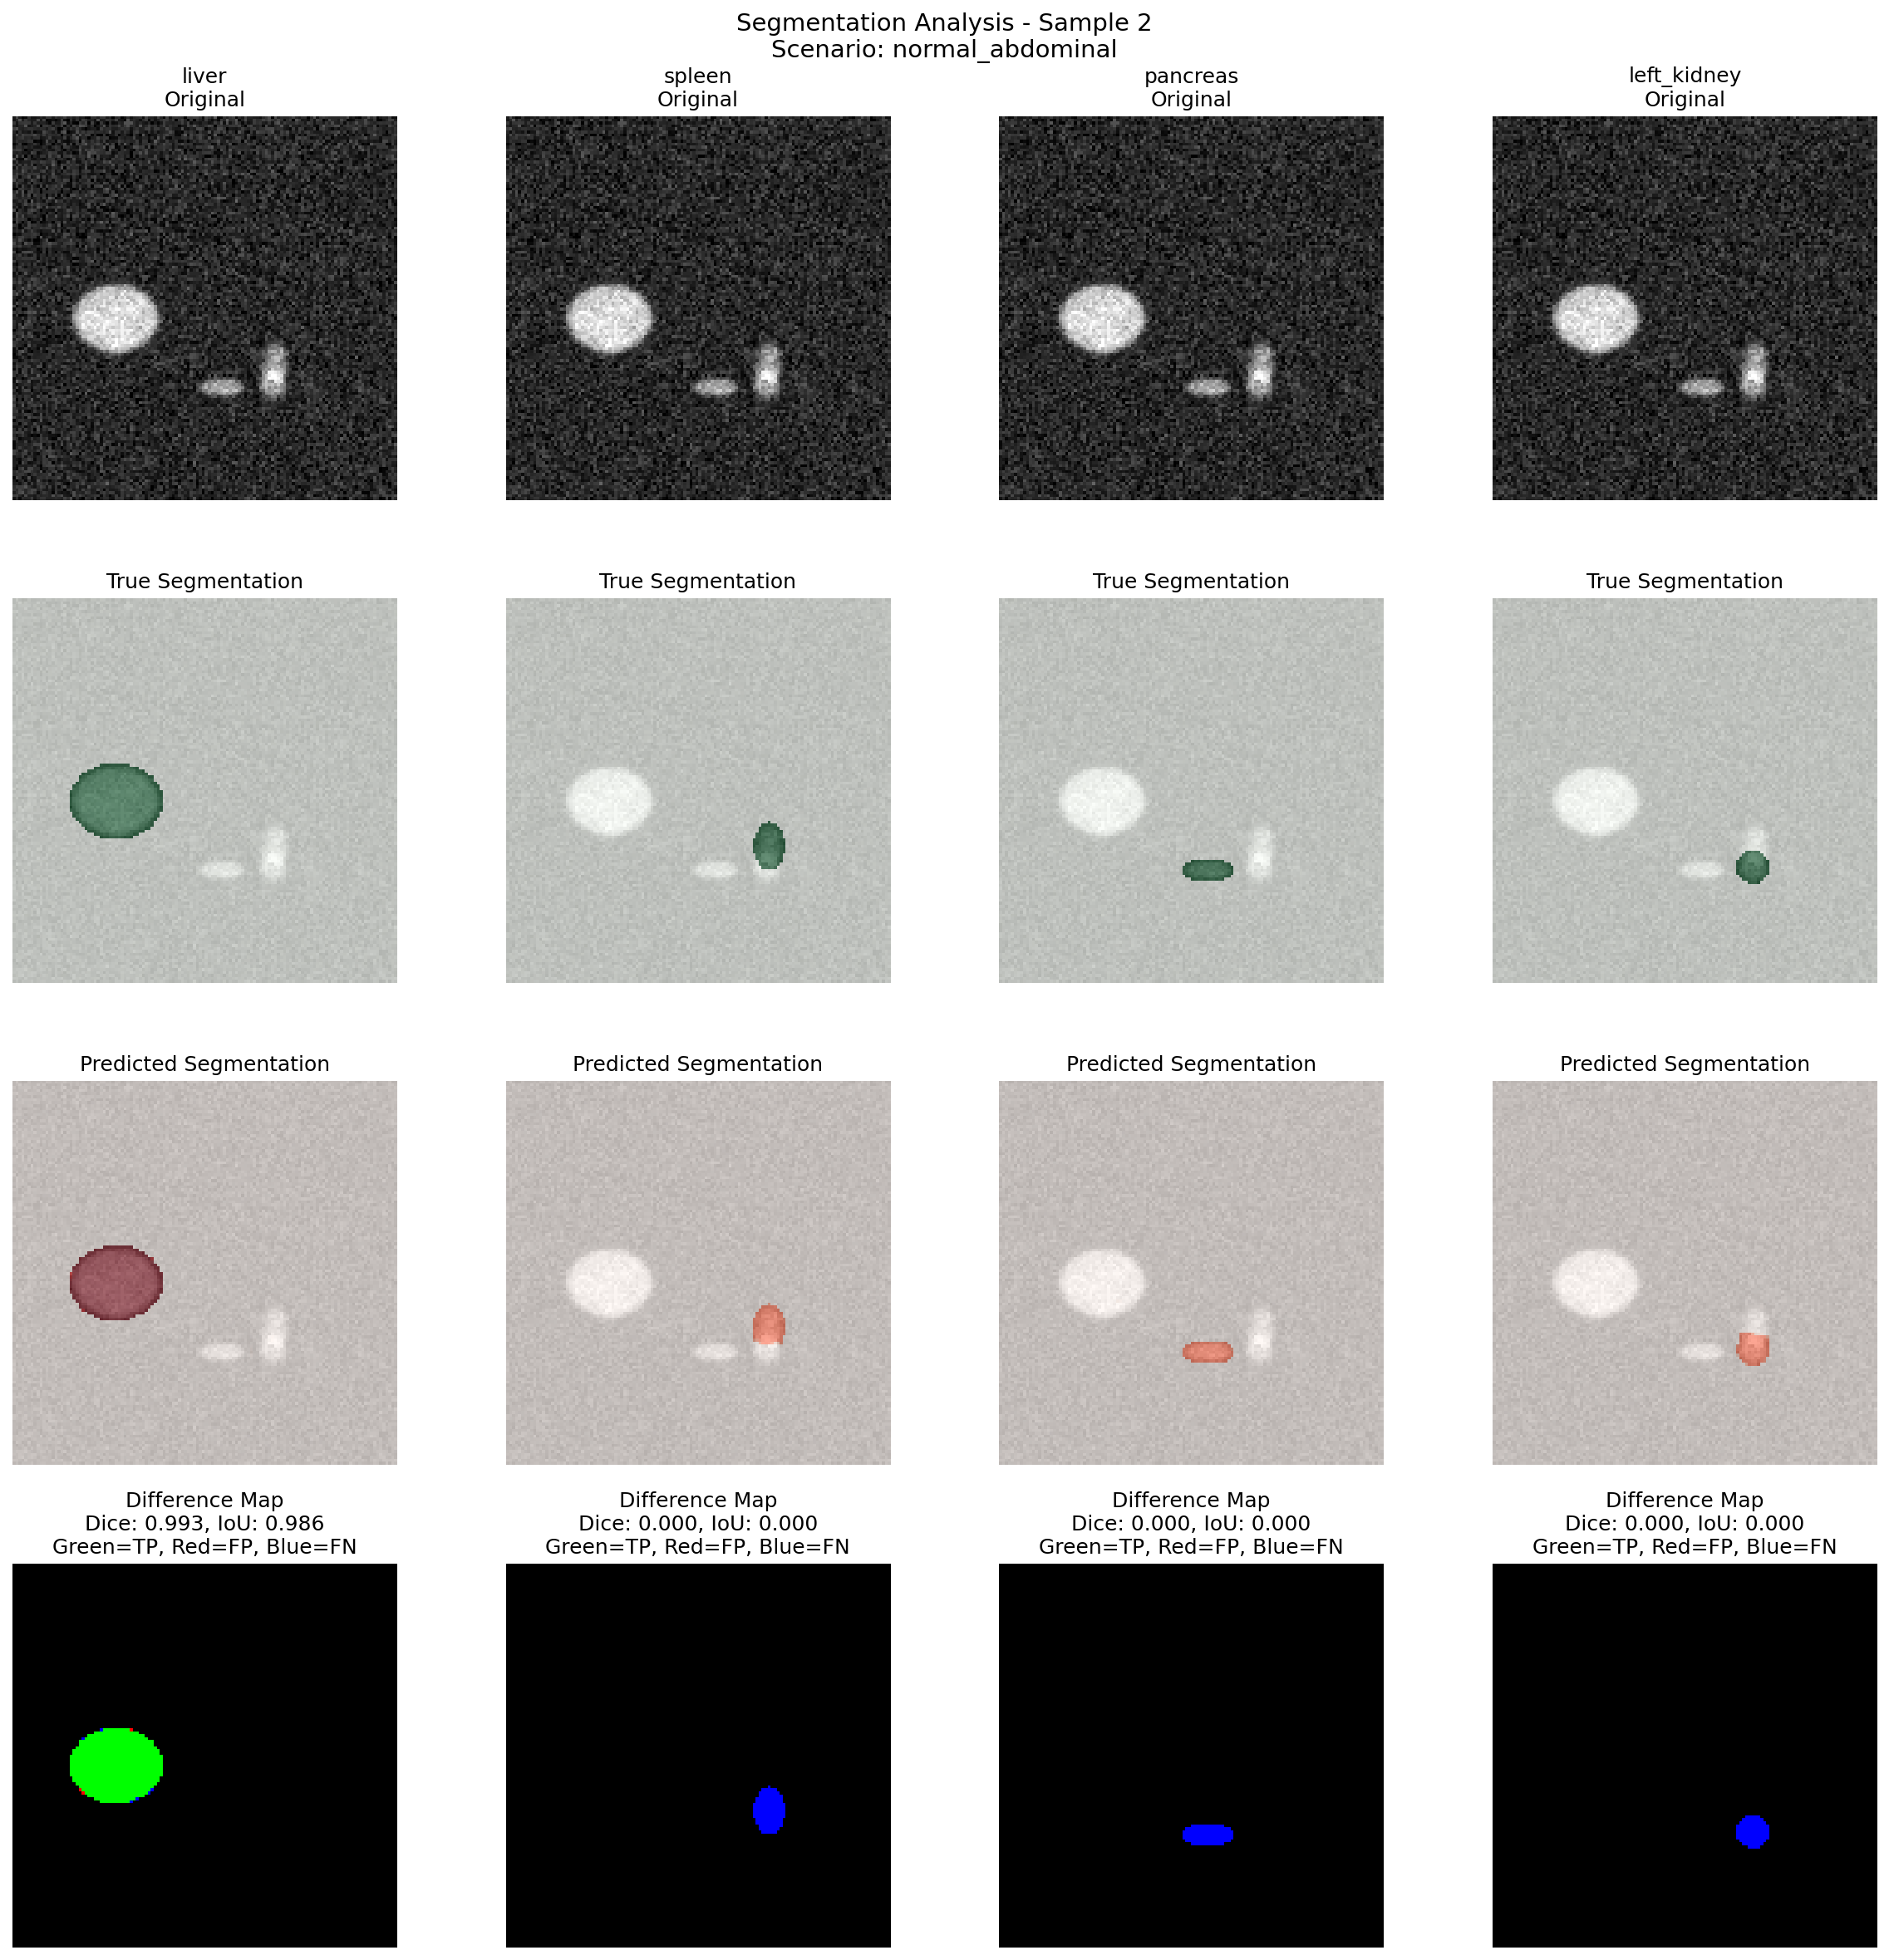 Segmentation Analysis - Sample 2
Scenario: normal_abdominal
liver
Original
spleen
Original
pancreas
Original
left_kidney
Original
True Segmentation
True Segmentation
True Segmentation
True Segmentation
Predicted Segmentation
Predicted Segmentation
Predicted Segmentation
Predicted Segmentation
Difference Map
Dice: 0.993, IoU: 0.986
Green=TP, Red=FP, Blue=FN
Difference Map
Dice: 0.000, IoU: 0.000
Green=TP, Red=FP, Blue=FN
Difference Map
Dice: 0.000, IoU: 0.000
Green=TP, Red=FP, Blue=FN
Difference Map
Dice: 0.000, IoU: 0.000
Green=TP, Red=FP, Blue=FN